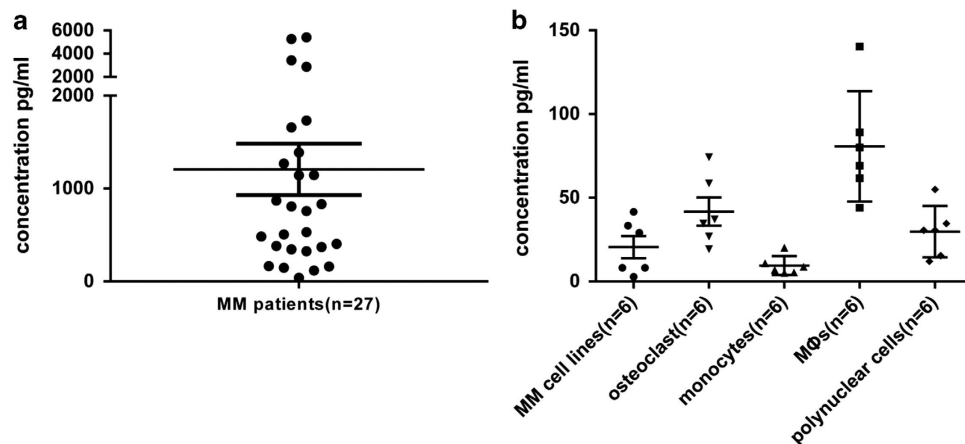 a
concentration pg/ml
6000
4000
2000
2000
1000
0
MM patients(n=27)
b
concentration pg/ml
150
100
50
0
MM cell lines(n=6)
osteoclast(n=6)
monocytes(n=6)
MΦs(n=6)
polynuclear cells(n=6)